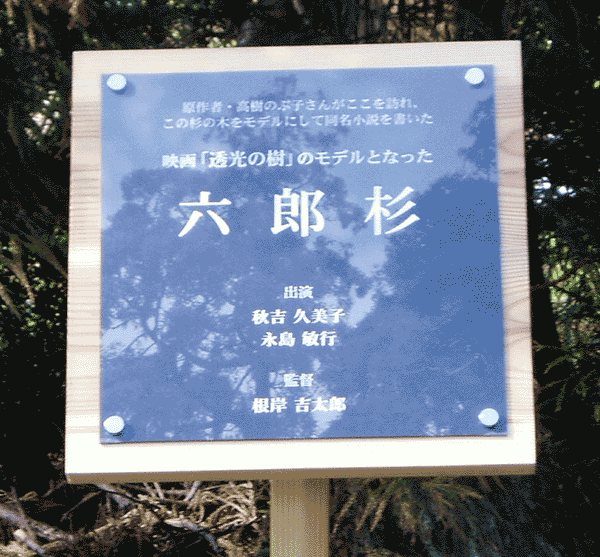 原作者・高樹のぶ子さんがここを訪れ、
この杉の木をモデルにして同名小説を書いた
映画「透光の樹」のモデルとなった
六郎杉
出演
秋吉 久美子
永島 敏行
監督
根岸 吉太郎